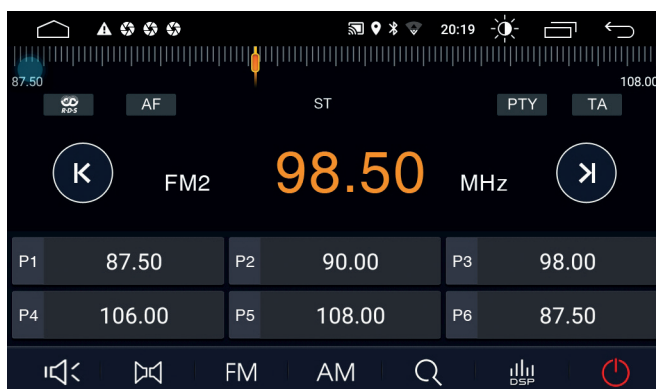 20:19
87.50 108.00
R·D·S AF ST PTY TA
FM2 98.50 MHz
P1 87.50 P2 90.00 P3 98.00
P4 106.00 P5 108.00 P6 87.50
FM AM DSP